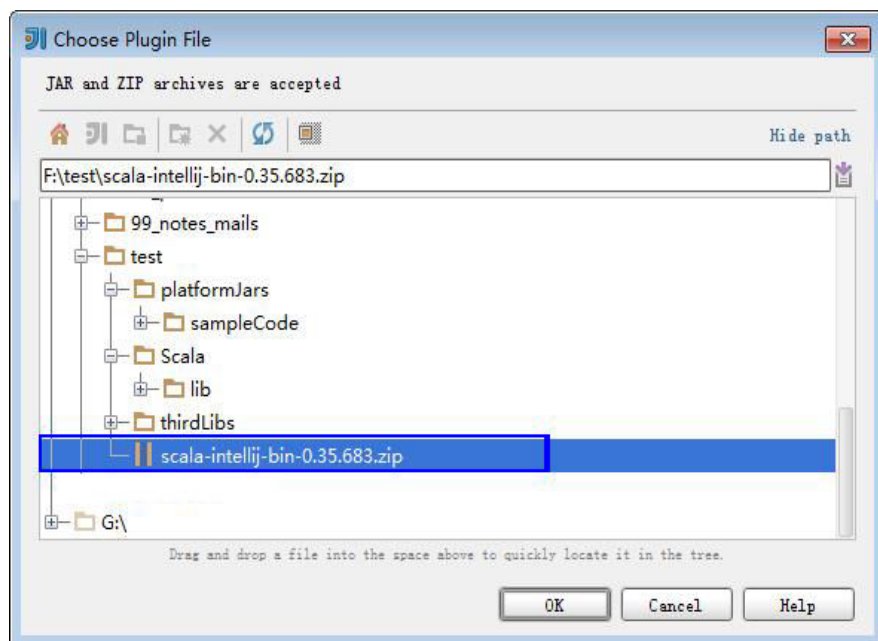 Choose Plugin File
JAR and ZIP archives are accepted
Hide path
F:\test\scala-intellij-bin-0.35.683.zip
99_notes_mails
test
platformJars
sampleCode
Scala
lib
thirdLibs
scala-intellij-bin-0.35.683.zip
G:\
Drag and drop a file into the space above to quickly locate it in the tree.
OK Cancel Help